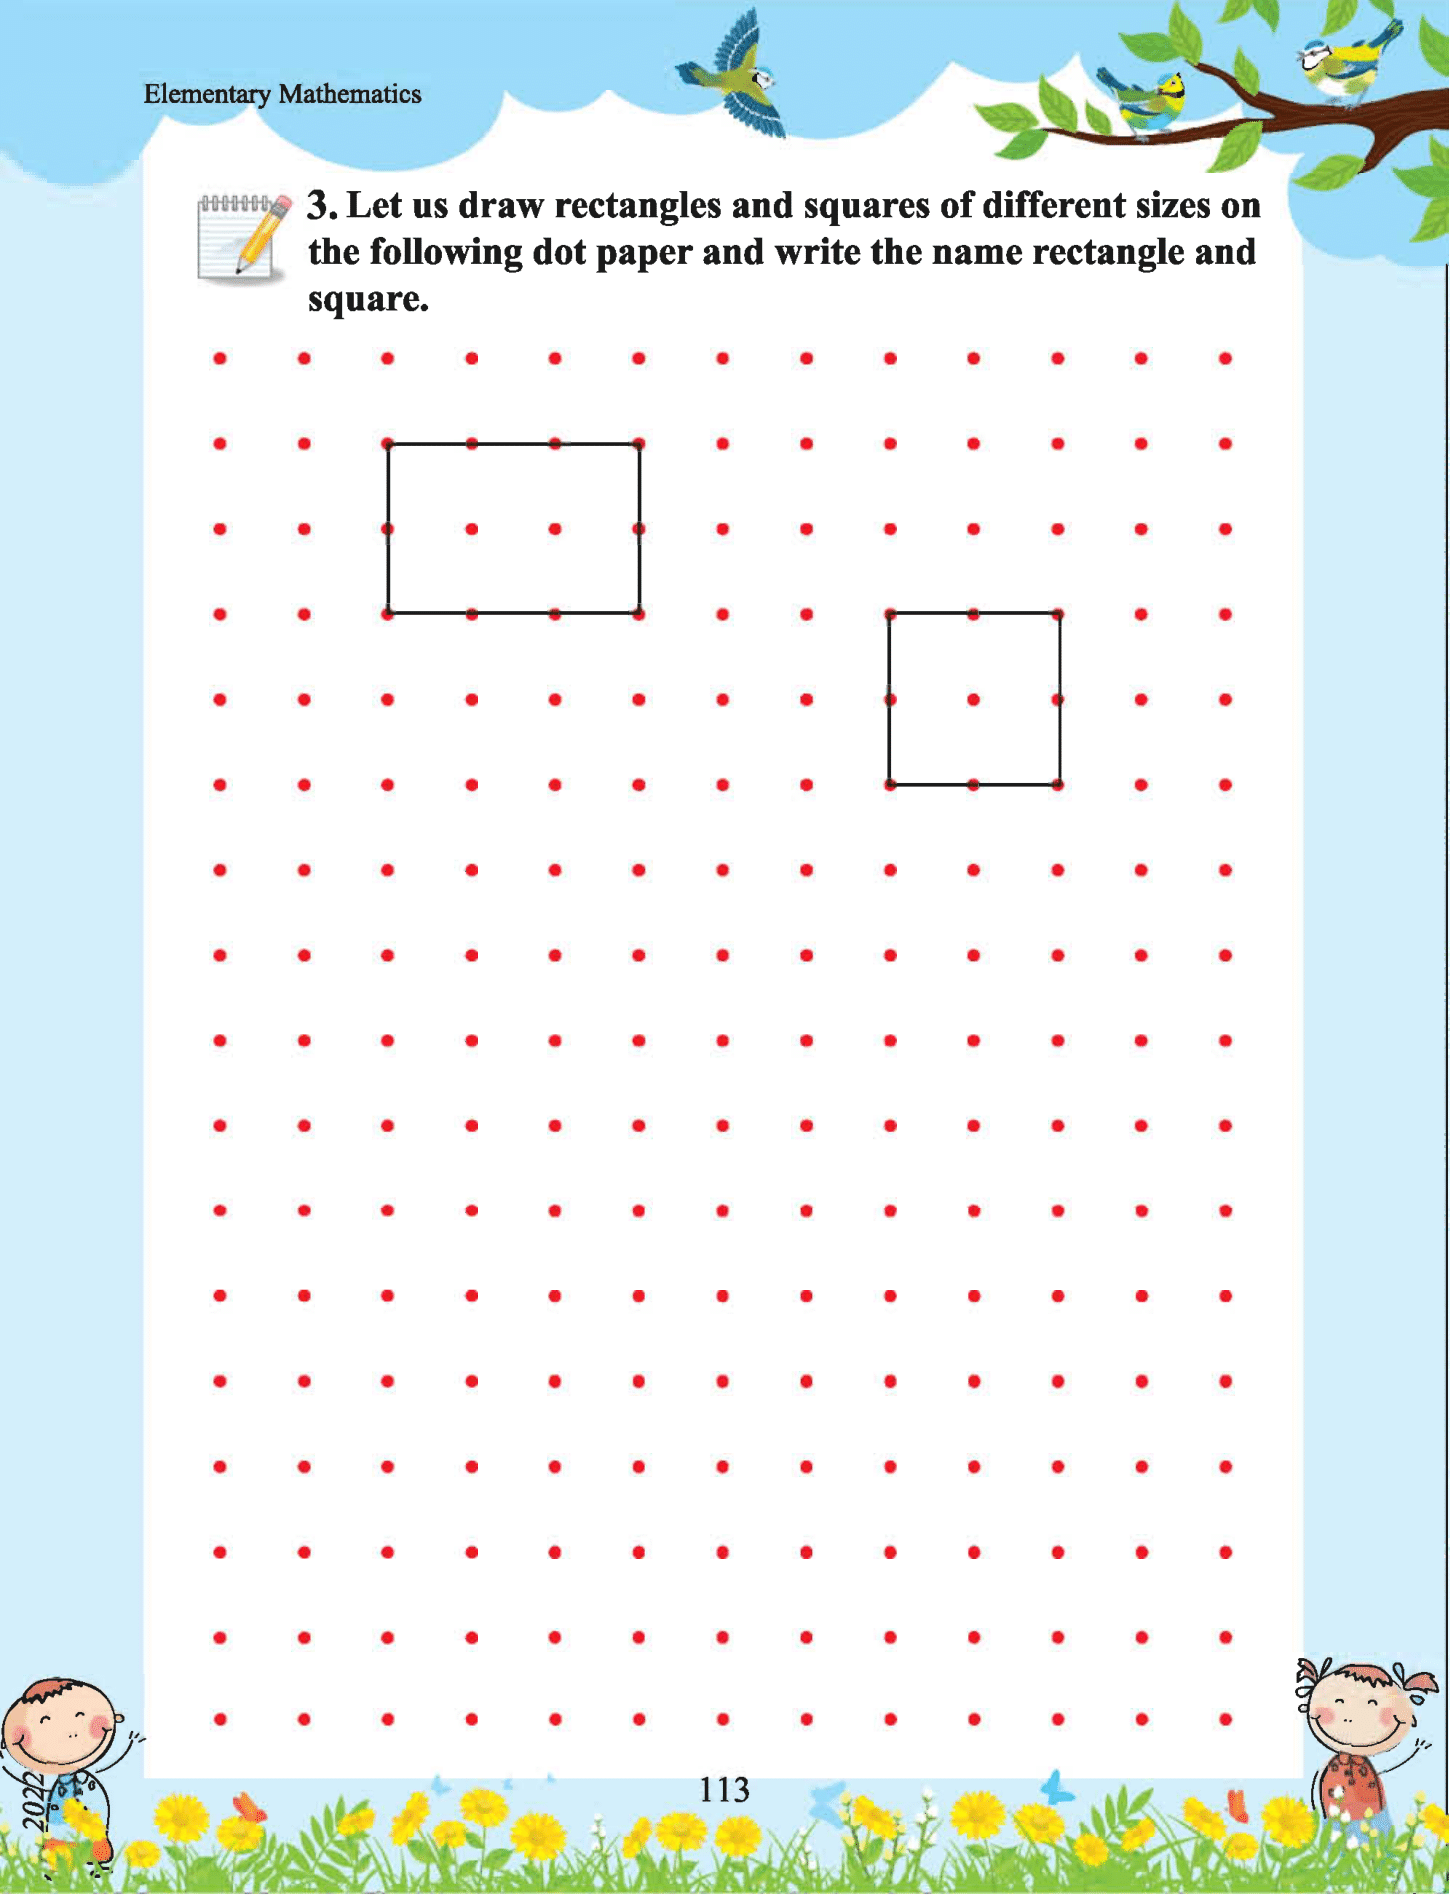 Elementary Mathematics
3. Let us draw rectangles and squares of different sizes on
the following dot paper and write the name rectangle and
square.
113
2022